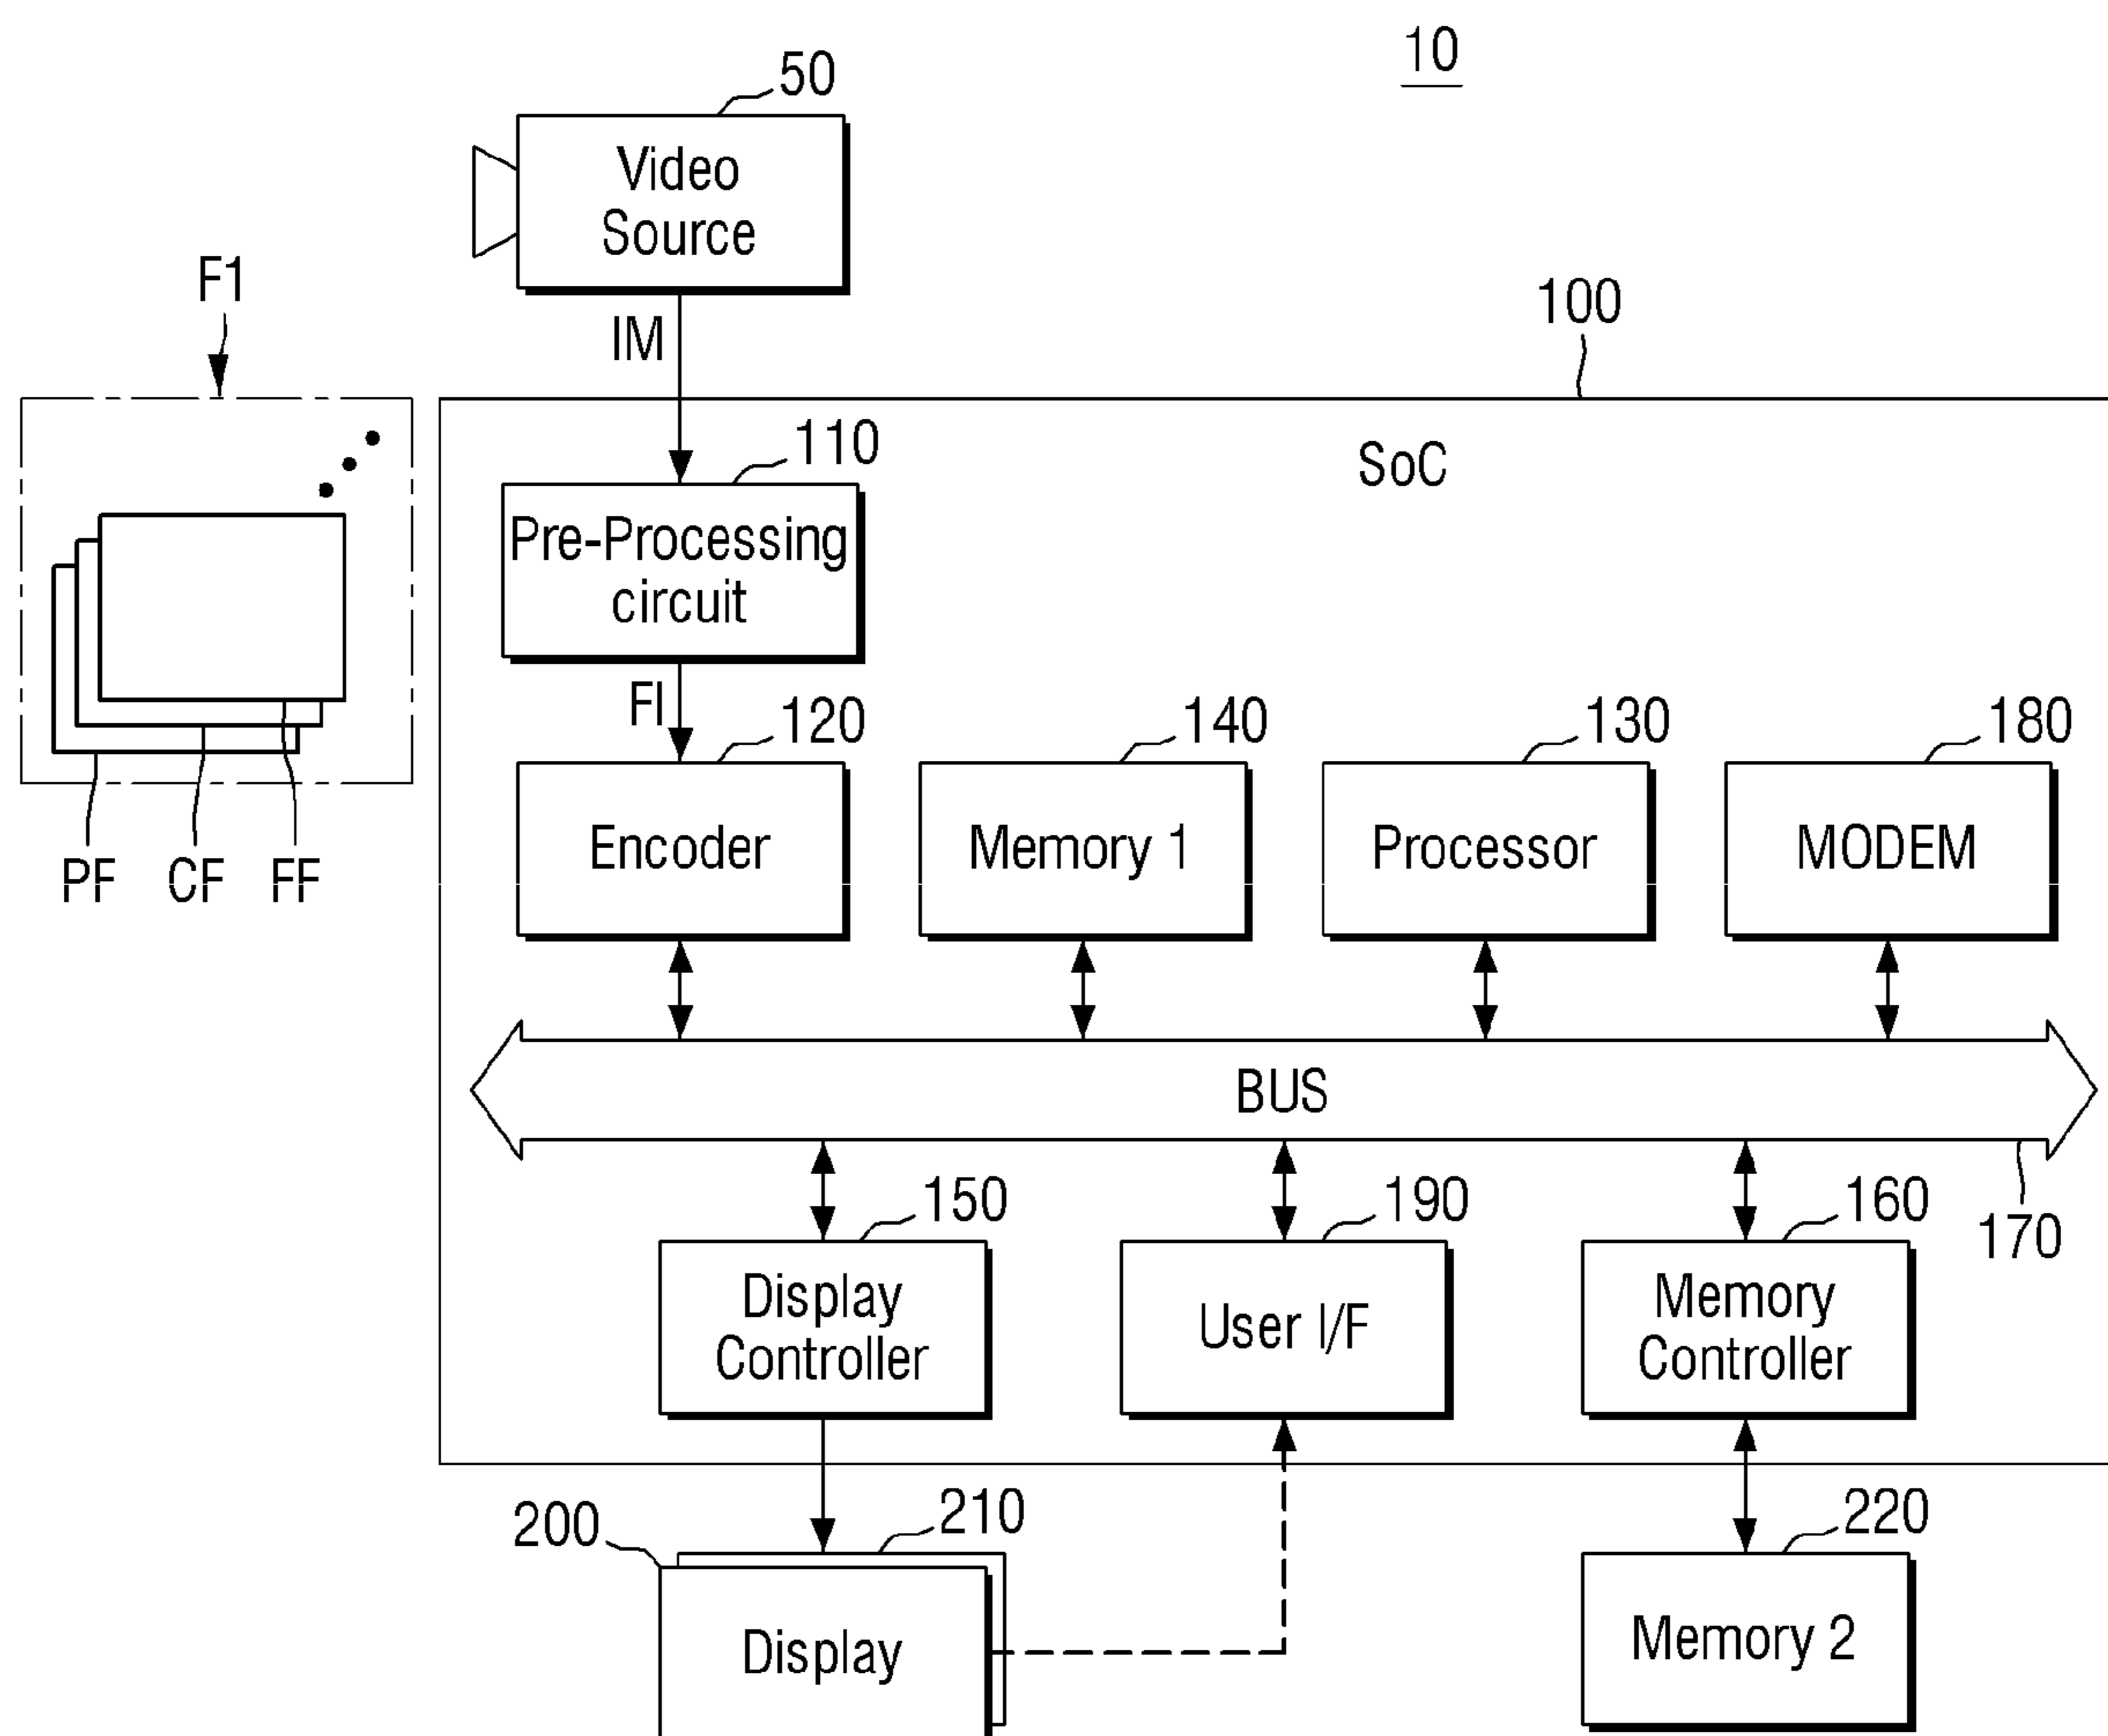 10
50
Video
Source
F1
IM
100
SoC
110
Pre-Processing
circuit
FI
120
140
130
180
Encoder
Memory 1
Processor
MODEM
PF
CF
FF
BUS
150
190
160
170
Display
Controller
User I/F
Memory
Controller
200
210
220
Display
Memory 2